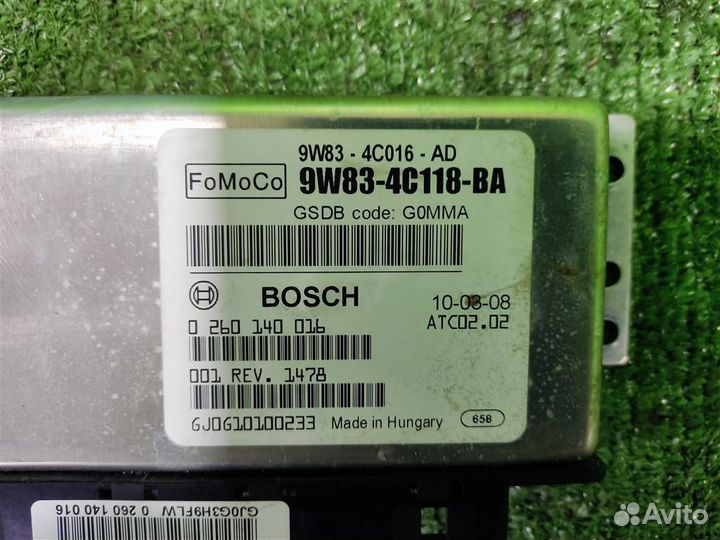 9W83 - 4C016 - AD
FoMoCo 9W83-4C118-BA
GSDB code: G0MMA
BOSCH 10-03-08
0 260 140 016 ATC02.02
001 REV. 1478
GJ0G10100233 Made in Hungary 658
GJ0G3H9FLW 0 260 140 016
Avito